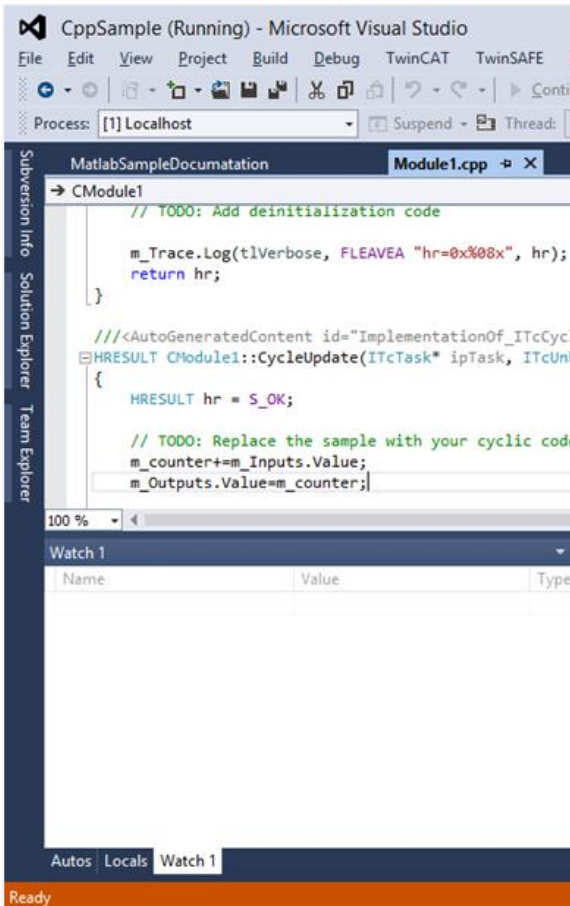 CppSample (Running) - Microsoft Visual Studio
File Edit View Project Build Debug TwinCAT TwinSAFE
Process: [1] Localhost Suspend Thread:
Subversion Info
Solution Explorer
Team Explorer
MatlabSampleDocumatation Module1.cpp
CModule1
// TODO: Add deinitialization code
m_Trace.Log(tlVerbose, FLEAVEA "hr=0x%08x", hr);
return hr;
}
///<AutoGeneratedContent id="ImplementationOf_ITcCyc
HRESULT CModule1::CycleUpdate(ITcTask* ipTask, ITcUn
{
HRESULT hr = S_OK;
// TODO: Replace the sample with your cyclic cod
m_counter+=m_Inputs.Value;
m_Outputs.Value=m_counter;
100 %
Watch 1
Name Value Type
Autos Locals Watch 1
Ready